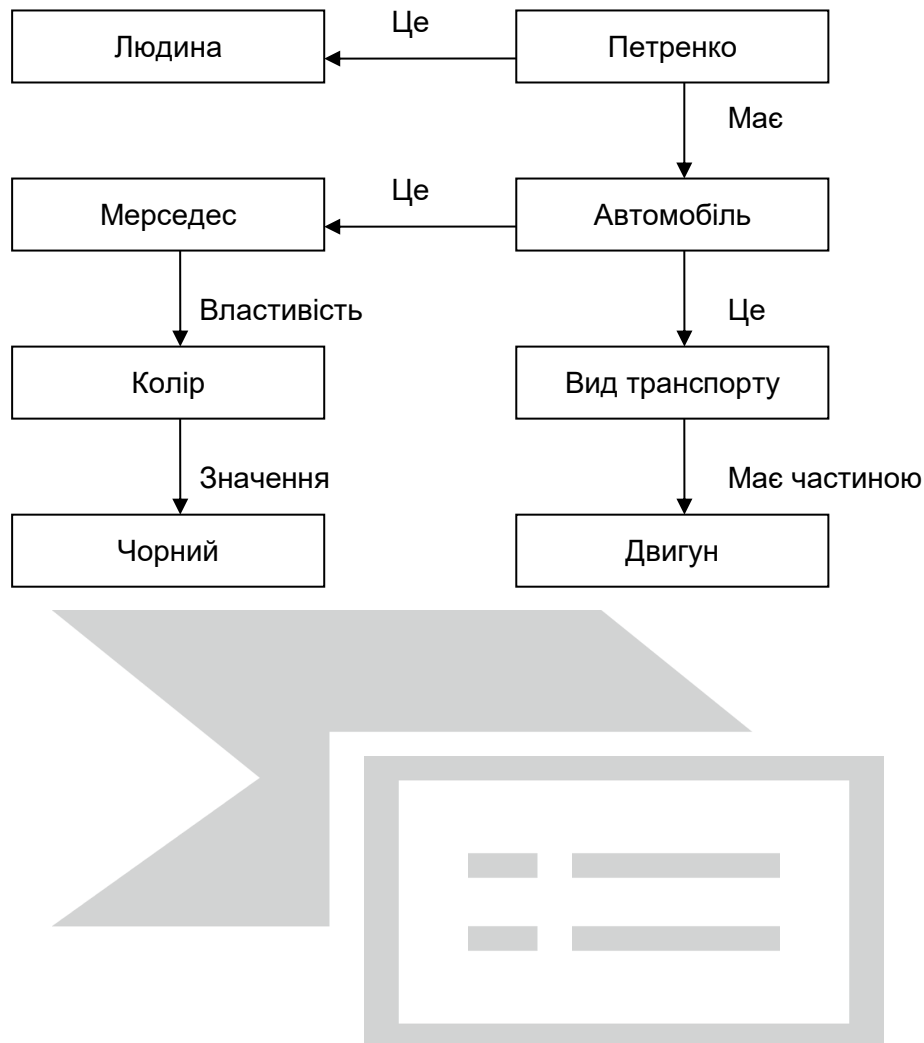 Це
Людина
Петренко
Має
Це
Мерседес
Автомобіль
Властивість
Це
Колір
Вид транспорту
Значення
Має частиною
Чорний
Двигун